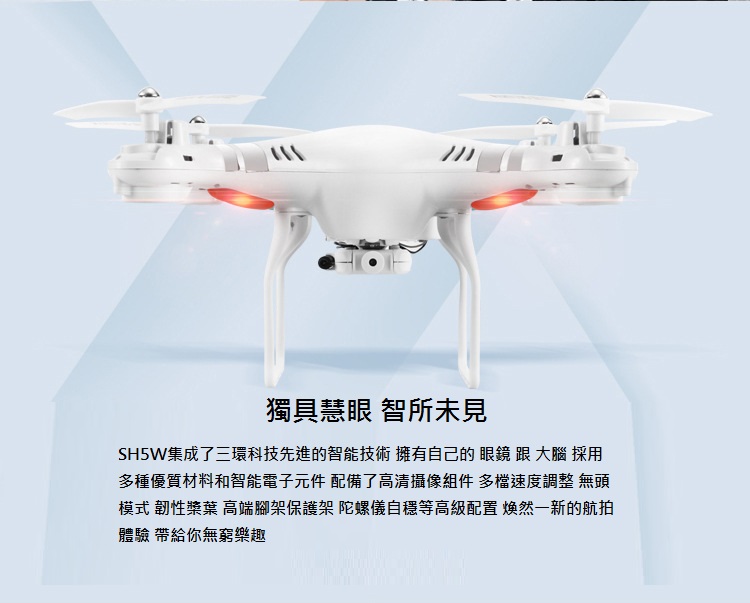 獨具慧眼 智所未見
SH5W集成了三環科技先進的智能技術 擁有自己的 眼鏡 跟 大腦 採用
多種優質材料和智能電子元件 配備了高清攝像組件 多檔速度調整 無頭
模式 韌性漿葉 高端腳架保護架 陀螺儀自穩等高級配置 煥然一新的航拍
體驗 帶給你無窮樂趣